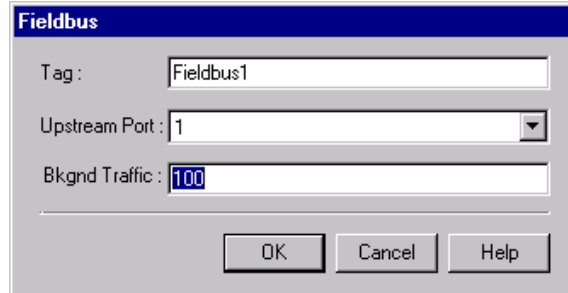 Fieldbus
Tag : Fieldbus1
Upstream Port : 1
Bkgnd Traffic : 100
OK Cancel Help